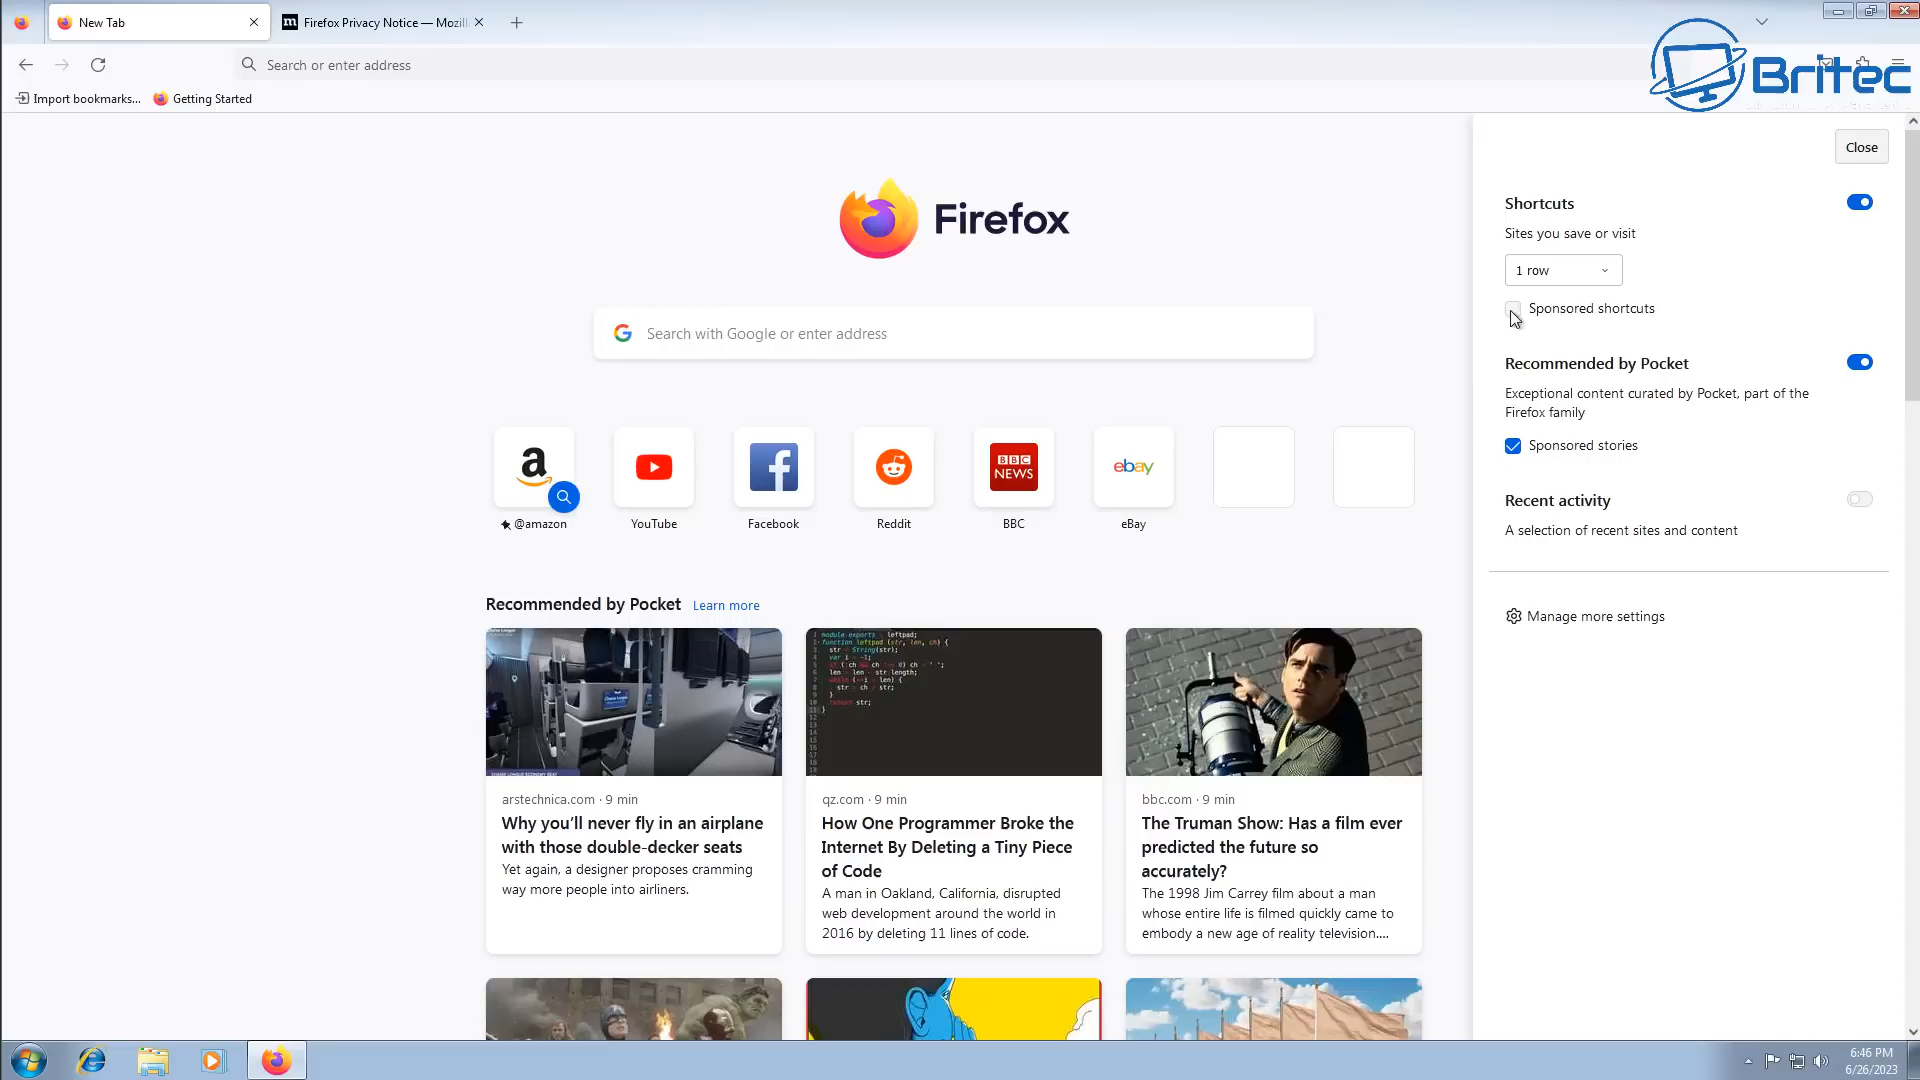 New Tab
Firefox Privacy Notice — Mozil
Search or enter address
Britec
Import bookmarks...
Getting Started
Close
Firefox
Shortcuts
Sites you save or visit
1 row
Search with Google or enter address
Sponsored shortcuts
Recommended by Pocket
Exceptional content curated by Pocket, part of the
Firefox family
Sponsored stories
a
f
BBC
NEWS
ebay
@amazon
YouTube
Facebook
Reddit
BBC
eBay
Recent activity
A selection of recent sites and content
Recommended by Pocket Learn more
Manage more settings
arstechnica.com · 9 min
Why you’ll never fly in an airplane
with those double-decker seats
Yet again, a designer proposes cramming
way more people into airliners.
qz.com · 9 min
How One Programmer Broke the
Internet By Deleting a Tiny Piece
of Code
A man in Oakland, California, disrupted
web development around the world in
2016 by deleting 11 lines of code.
bbc.com · 9 min
The Truman Show: Has a film ever
predicted the future so
accurately?
The 1998 Jim Carrey film about a man
whose entire life is filmed quickly came to
embody a new age of reality television....
6:46 PM
6/26/2023